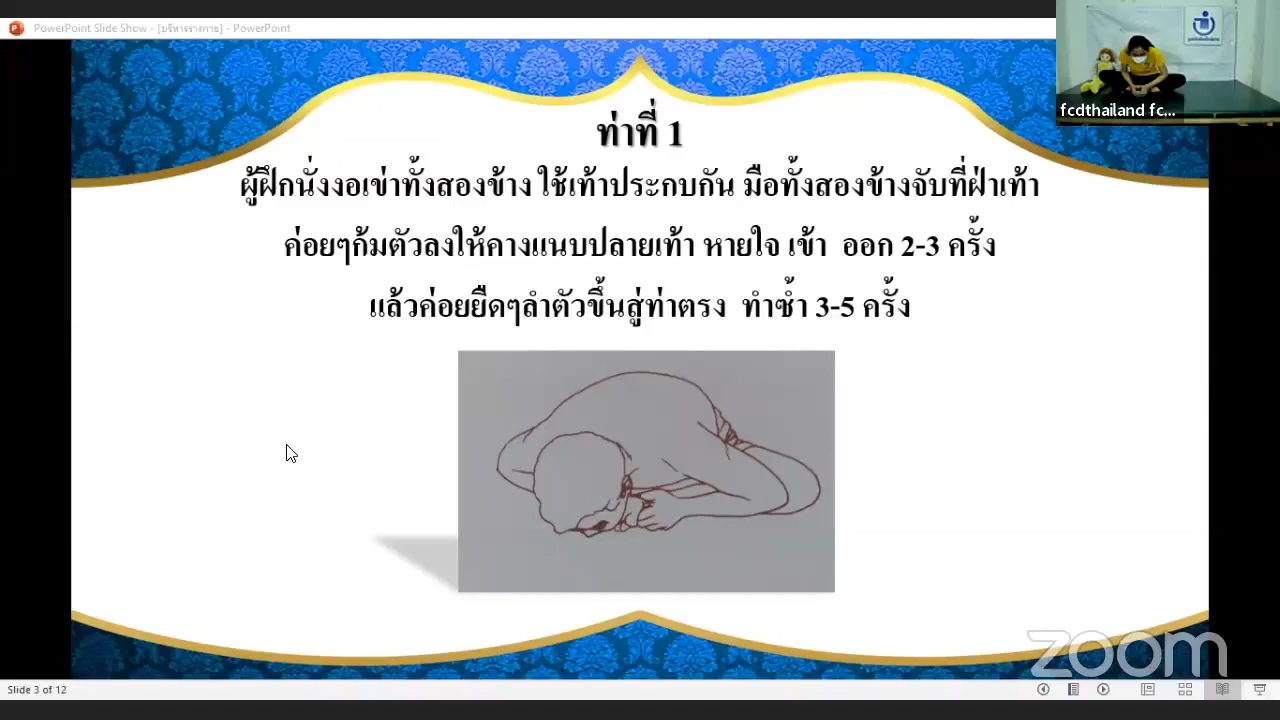 PowerPoint Slide Show - [บริหารร่างกาย] - PowerPoint
fcdthailand fc...
ท่าที่ 1
ผู้ฝึกนั่งงอเข่าทั้งสองข้าง ใช้เท้าประกบกัน มือทั้งสองข้างจับที่ฝ่าเท้า
ค่อยๆก้มตัวลงให้คางแนบปลายเท้า หายใจ เข้า ออก 2-3 ครั้ง
แล้วค่อยยืดๆลำตัวขึ้นสู่ท่าตรง ทำซ้ำ 3-5 ครั้ง
zoom
Slide 3 of 12